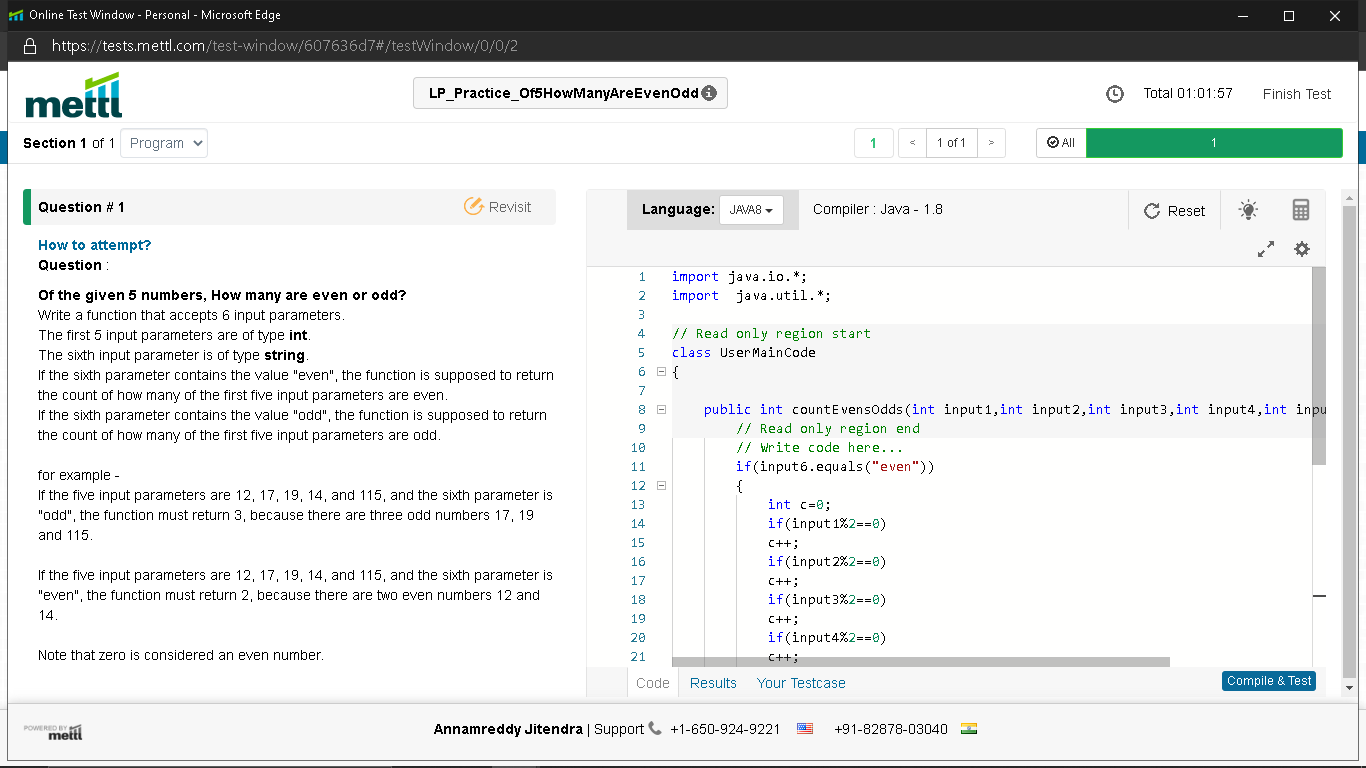 Online Test Window - Personal - Microsoft Edge
https://tests.mettl.com/test-window/607636d7#/testWindow/0/0/2
mettl
LP_Practice_Of5HowManyAreEvenOdd
Total 01:01:57
Finish Test
Section 1 of 1
Program
1
<
1 of 1
>
All
1
Question # 1
Revisit
How to attempt?
Question :
Of the given 5 numbers, How many are even or odd?
Write a function that accepts 6 input parameters.
The first 5 input parameters are of type int.
The sixth input parameter is of type string.
If the sixth parameter contains the value "even", the function is supposed to return
the count of how many of the first five input parameters are even.
If the sixth parameter contains the value "odd", the function is supposed to return
the count of how many of the first five input parameters are odd.
for example -
If the five input parameters are 12, 17, 19, 14, and 115, and the sixth parameter is
"odd", the function must return 3, because there are three odd numbers 17, 19
and 115.
If the five input parameters are 12, 17, 19, 14, and 115, and the sixth parameter is
"even", the function must return 2, because there are two even numbers 12 and
14.
Note that zero is considered an even number.
Language: JAVA8
Compiler : Java - 1.8
Reset
1 import java.io.*;
2 import  java.util.*;
3
4 // Read only region start
5 class UserMainCode
6 {
7
8 public int countEvensOdds(int input1,int input2,int input3,int input4,int inpu
9 // Read only region end
10 // Write code here...
11 if(input6.equals("even"))
12 {
13 int c=0;
14 if(input1%2==0)
15 c++;
16 if(input2%2==0)
17 c++;
18 if(input3%2==0)
19 c++;
20 if(input4%2==0)
21 c++;
Code
Results
Your Testcase
Compile & Test
POWERED BY
mettl
Annamreddy Jitendra | Support +1-650-924-9221 +91-82878-03040